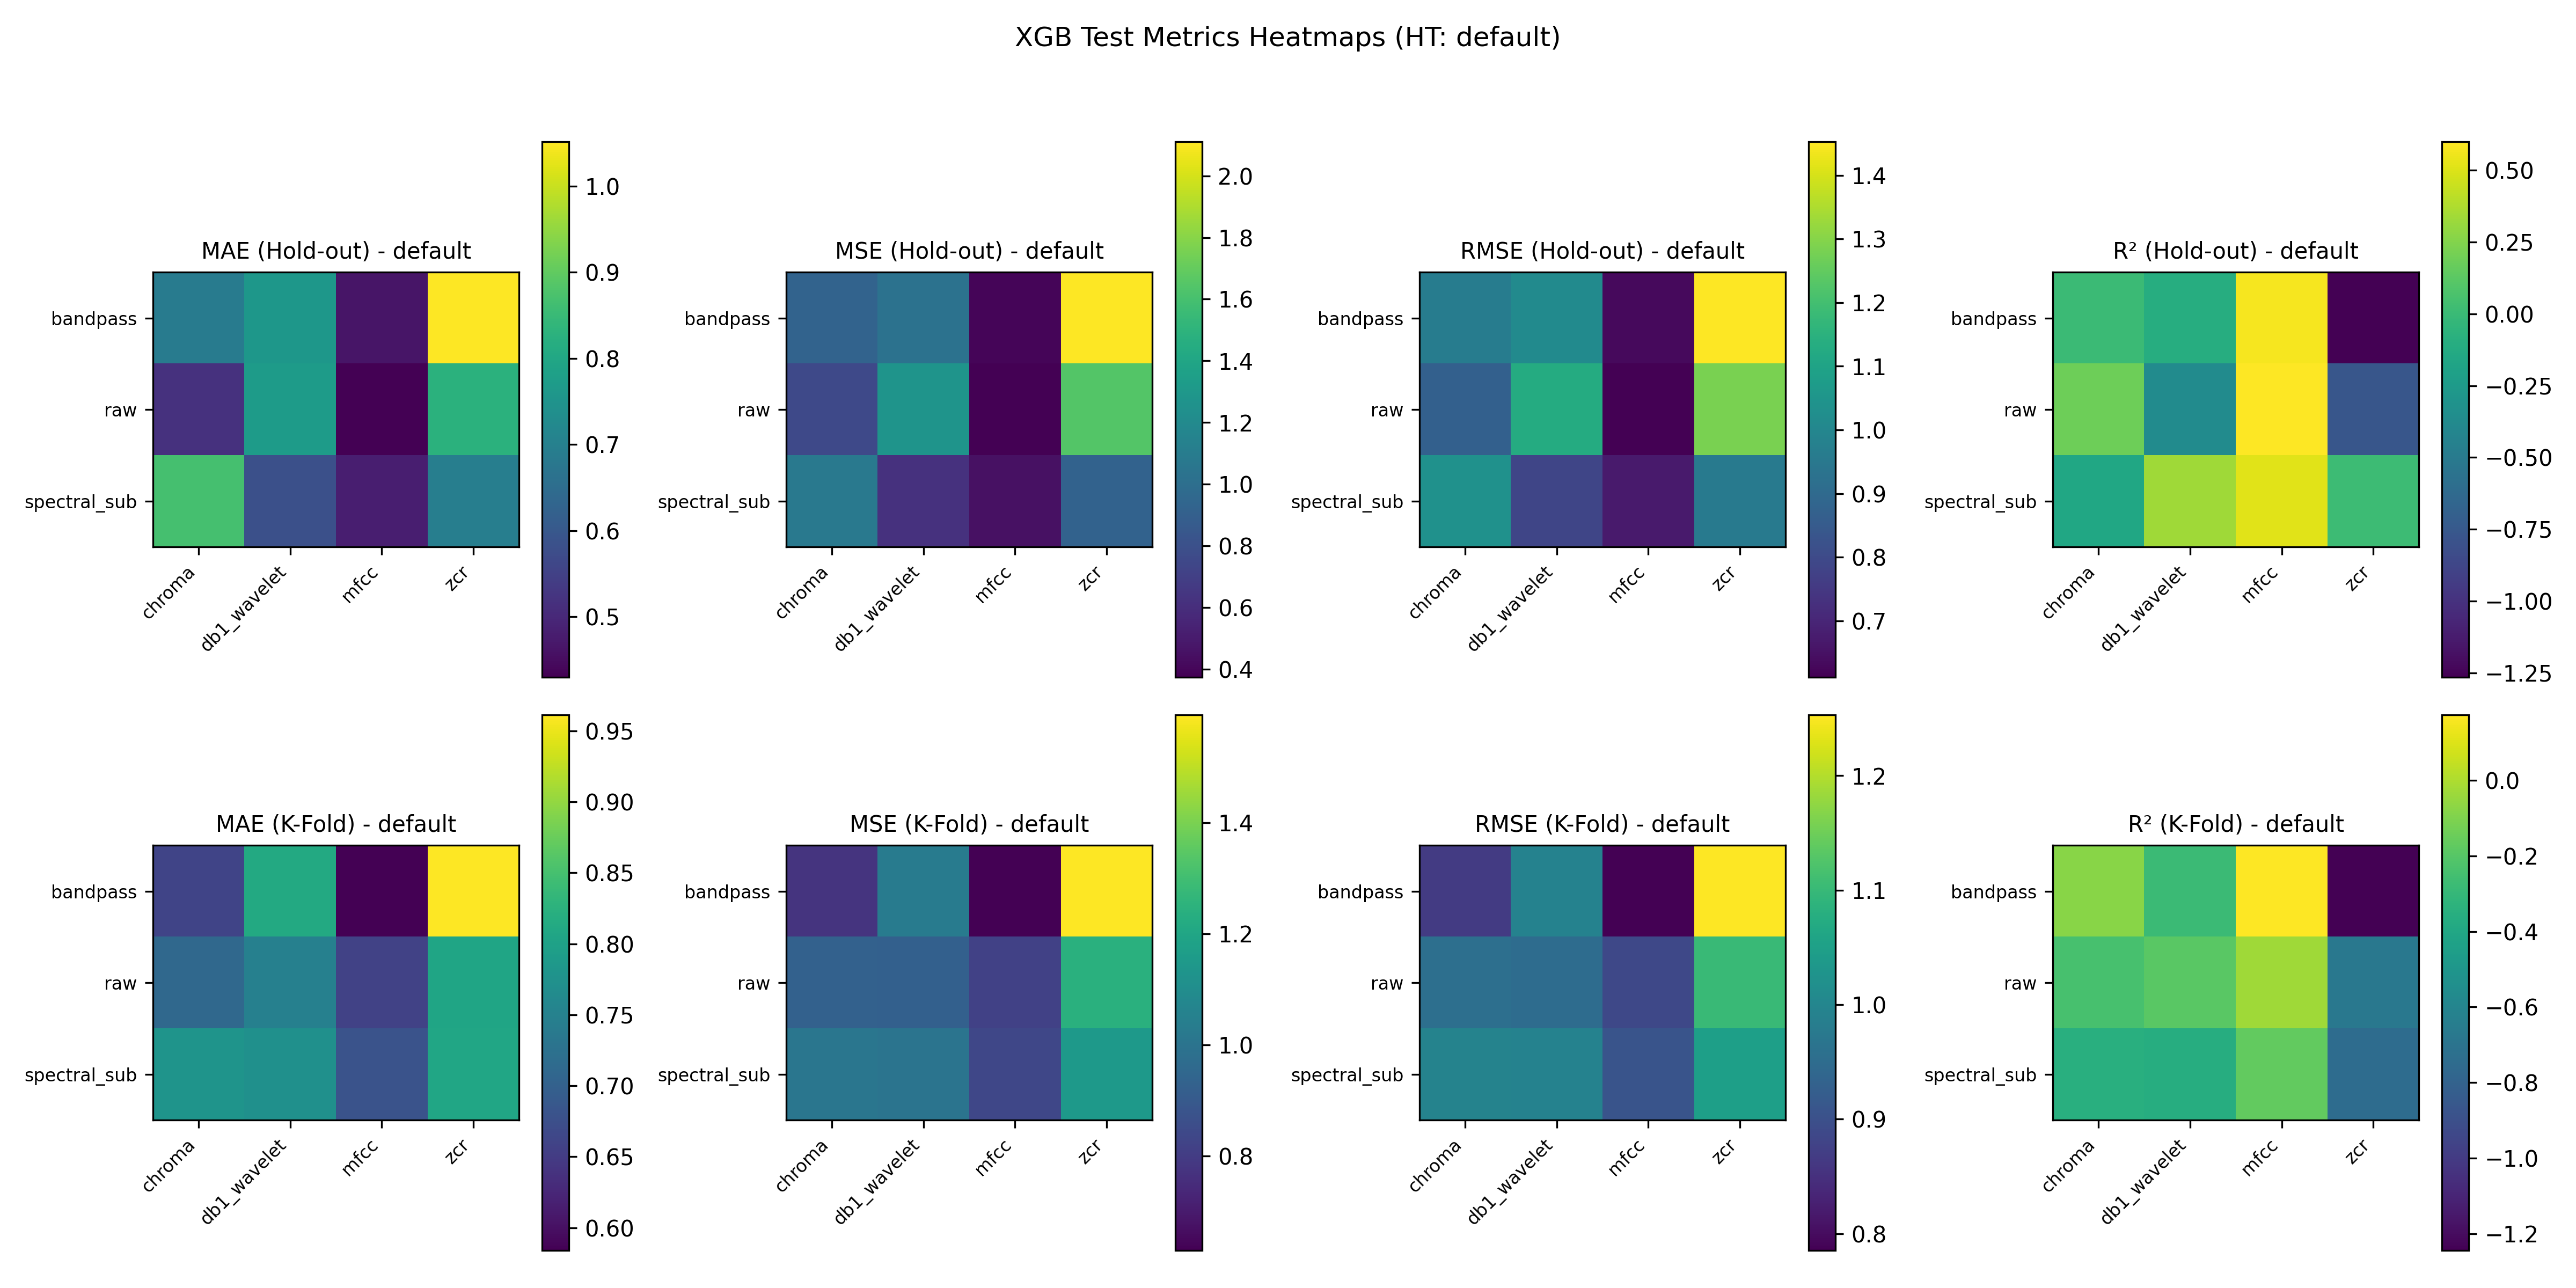 XGB Test Metrics Heatmaps (HT: default)
MAE (Hold-out) - default
bandpass
raw
spectral_sub
chroma
db1_wavelet
mfcc
zcr
1.0
0.9
0.8
0.7
0.6
0.5
MSE (Hold-out) - default
bandpass
raw
spectral_sub
chroma
db1_wavelet
mfcc
zcr
2.0
1.8
1.6
1.4
1.2
1.0
0.8
0.6
0.4
RMSE (Hold-out) - default
bandpass
raw
spectral_sub
chroma
db1_wavelet
mfcc
zcr
1.4
1.3
1.2
1.1
1.0
0.9
0.8
0.7
R² (Hold-out) - default
bandpass
raw
spectral_sub
chroma
db1_wavelet
mfcc
zcr
0.50
0.25
0.00
−0.25
−0.50
−0.75
−1.00
−1.25
MAE (K-Fold) - default
bandpass
raw
spectral_sub
chroma
db1_wavelet
mfcc
zcr
0.95
0.90
0.85
0.80
0.75
0.70
0.65
0.60
MSE (K-Fold) - default
bandpass
raw
spectral_sub
chroma
db1_wavelet
mfcc
zcr
1.4
1.2
1.0
0.8
RMSE (K-Fold) - default
bandpass
raw
spectral_sub
chroma
db1_wavelet
mfcc
zcr
1.2
1.1
1.0
0.9
0.8
R² (K-Fold) - default
bandpass
raw
spectral_sub
chroma
db1_wavelet
mfcc
zcr
0.0
−0.2
−0.4
−0.6
−0.8
−1.0
−1.2